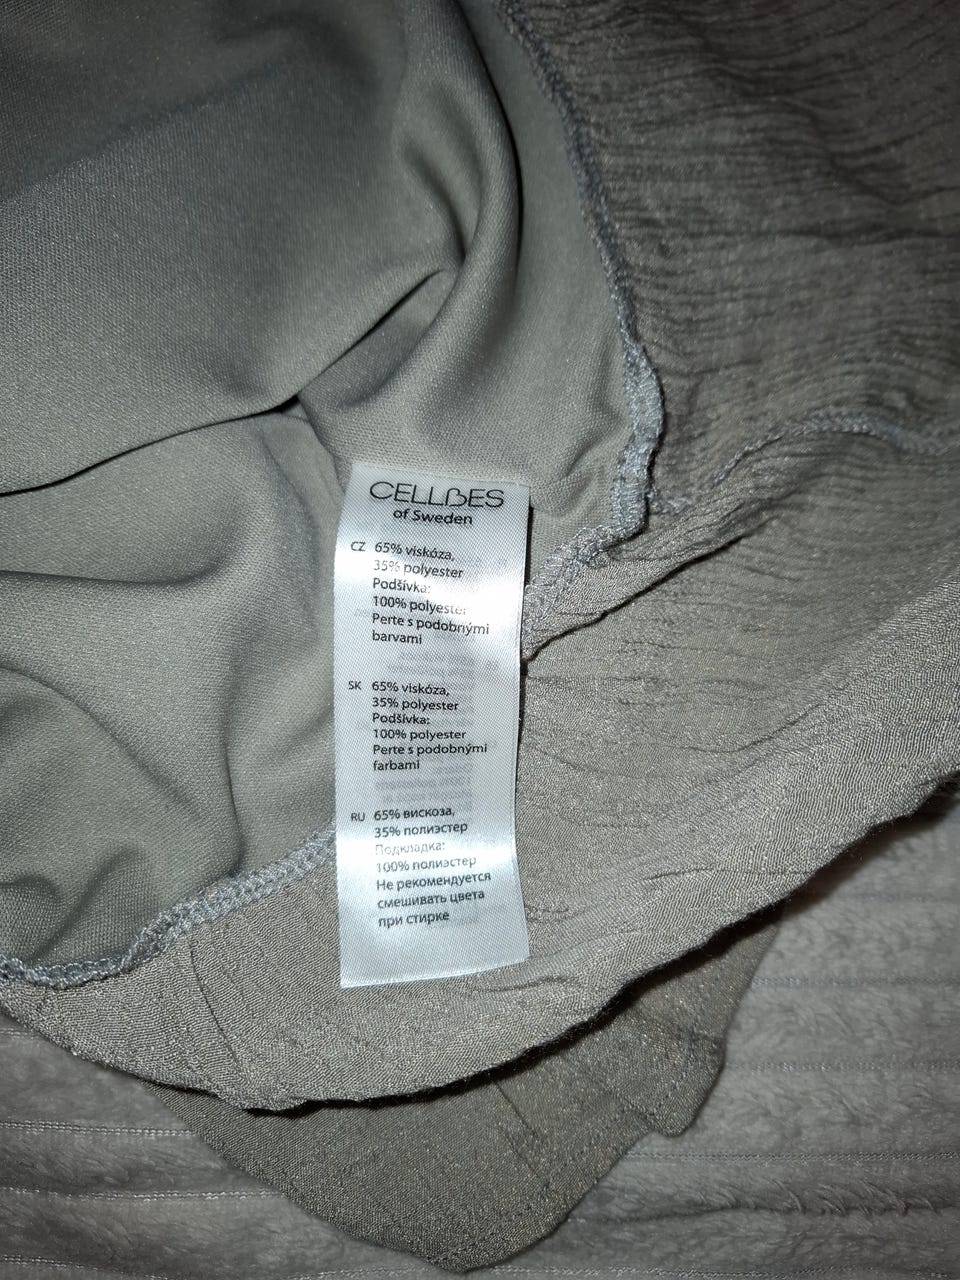 CELLBES
of Sweden
CZ 65% viskóza,
35% polyester
Podšívka:
100% polyester
Perte s podobnými
barvami
SK 65% viskóza,
35% polyester
Podšívka:
100% polyester
Perte s podobnými
farbami
RU 65% вискоза,
35% полиэстер
Подкладка:
100% полиэстер
Не рекомендуется
смешивать цвета
при стирке